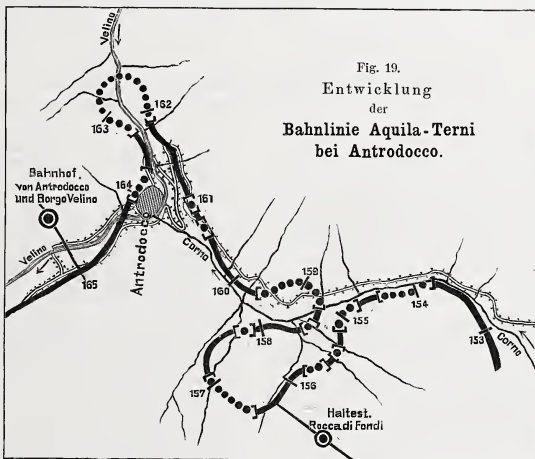 Fig. 19.
Entwicklung
der
Bahnlinie Aquila-Terni
bei Antrodocco.
Velino
162
163
Bahnhof.
von Antrodocco
und Borgo Velino
164
161
Velino
165
Antrodocco
Corno
160
159
158
155
154
153
Corno
157
156
Haltest.
Rocca di Fondi